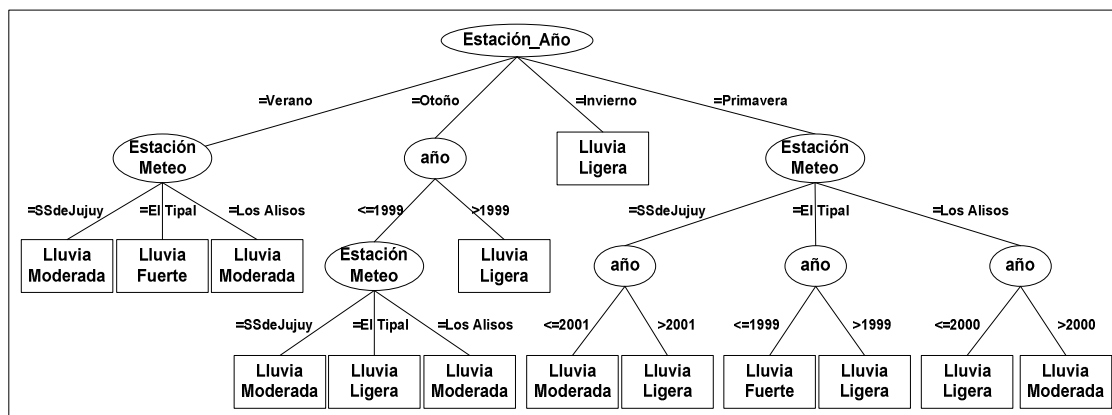 Estación_Año
=Verano
=Otoño
=Invierno
=Primavera
Estación
Meteo
año
Lluvia
Ligera
Estación
Meteo
=SSdeJujuy
=El Tipal
=Los Alisos
<=1999
>1999
=SSdeJujuy
=El Tipal
=Los Alisos
Lluvia
Moderada
Lluvia
Fuerte
Lluvia
Moderada
Estación
Meteo
Lluvia
Ligera
año
año
año
=SSdeJujuy
=El Tipal
=Los Alisos
<=2001
>2001
<=1999
>1999
<=2000
>2000
Lluvia
Moderada
Lluvia
Ligera
Lluvia
Moderada
Lluvia
Moderada
Lluvia
Ligera
Lluvia
Fuerte
Lluvia
Ligera
Lluvia
Ligera
Lluvia
Moderada